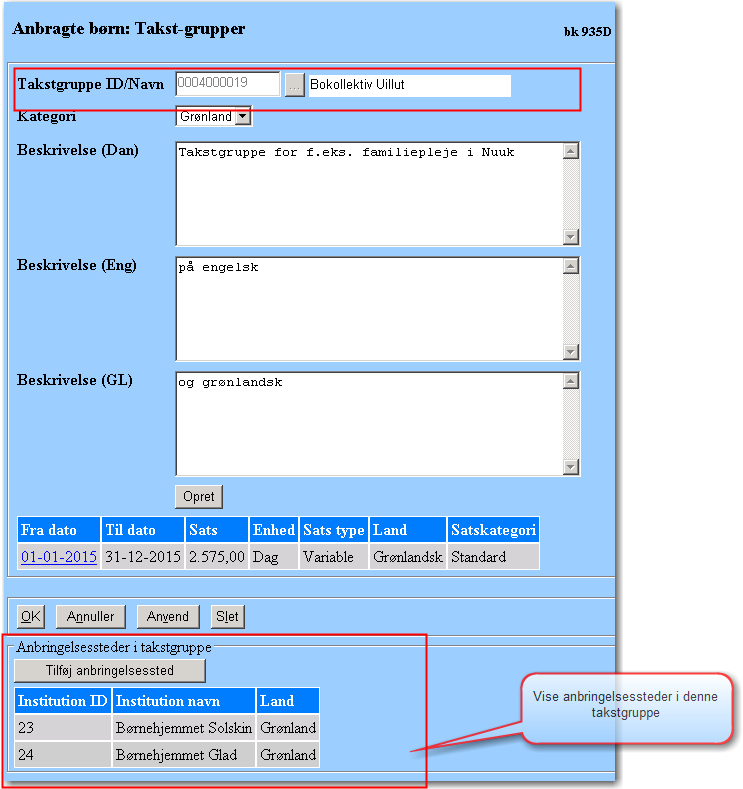 Anbragte børn: Takst-grupper bk 935D
Takstgruppe ID/Navn 0004000019 ... Bokollektiv Uillut
Kategori Grønland
Beskrivelse (Dan) Takstgruppe for f.eks. familiepleje i Nuuk
Beskrivelse (Eng) på engelsk
Beskrivelse (GL) og grønlandsk
Opret
Fra dato Til dato Sats Enhed Sats type Land Satskategori
01-01-2015 31-12-2015 2.575,00 Dag Variable Grønlandsk Standard
OK Annuller Anvend Slet
Anbringelsessteder i takstgruppe
Tilføj anbringelsessted
Institution ID Institution navn Land
23 Børnehjemmet Solskin Grønland
24 Børnehjemmet Glad Grønland
Vise anbringelsessteder i denne
takstgruppe